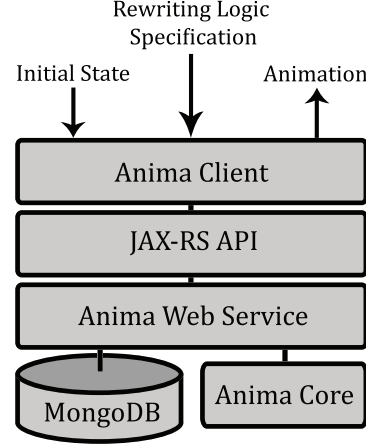 Rewriting Logic
Specification
Initial State
Animation
Anima Client
JAX-RS API
Anima Web Service
MongoDB
Anima Core